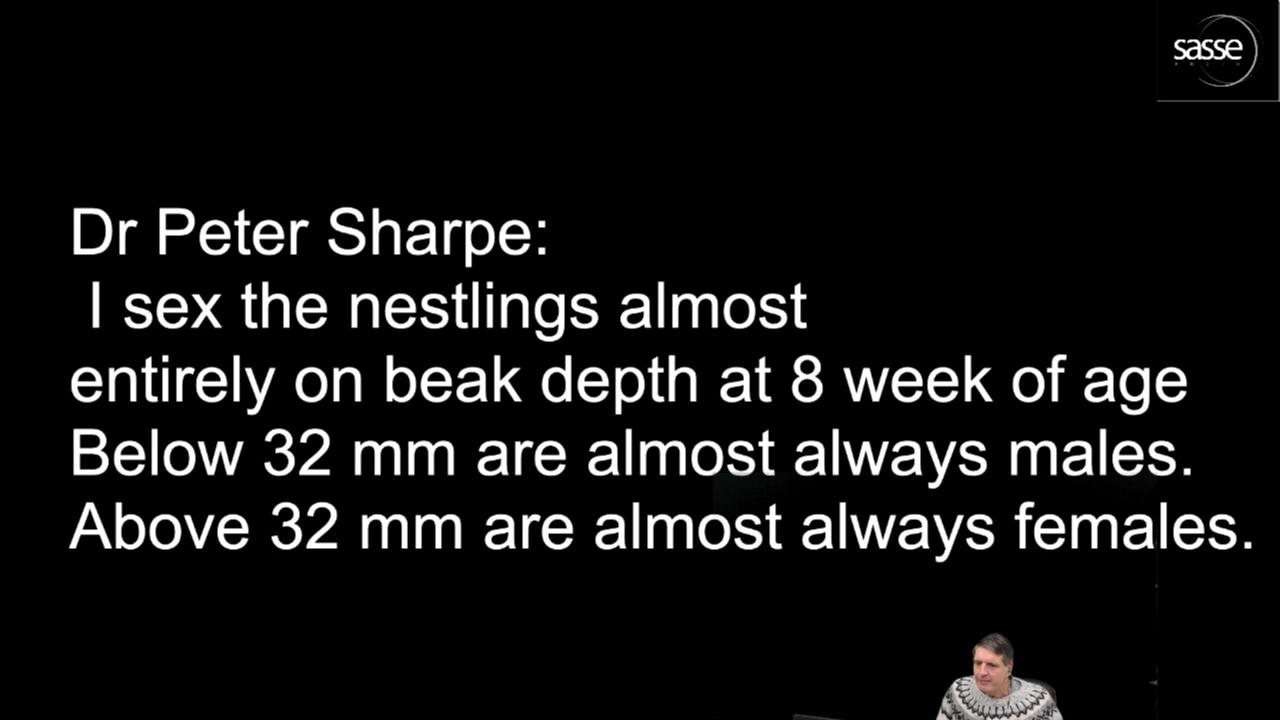 sasse
Dr Peter Sharpe:
I sex the nestlings almost
entirely on beak depth at 8 week of age
Below 32 mm are almost always males.
Above 32 mm are almost always females.